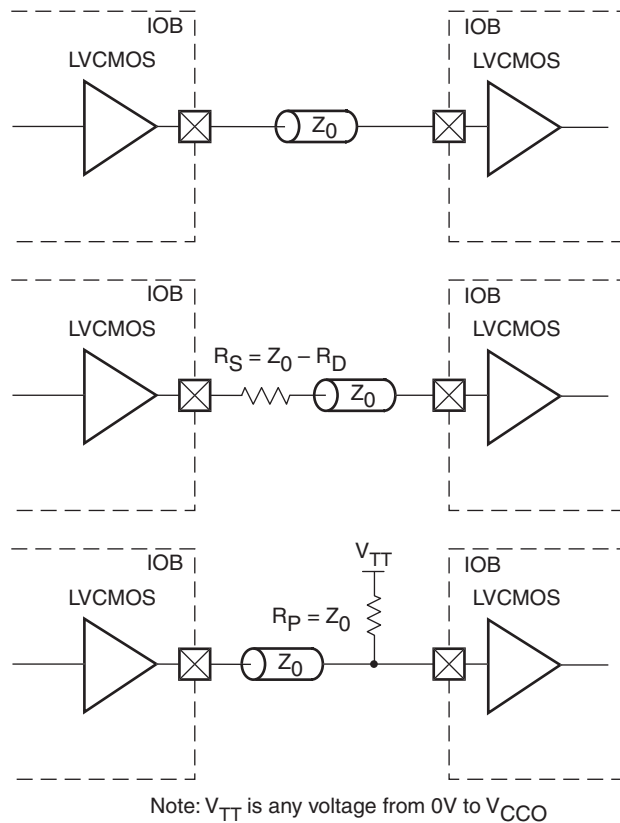 IOB
IOB
LVCMOS
LVCMOS
Z0
IOB
IOB
LVCMOS
LVCMOS
RS = Z0 – RD
Z0
IOB
VTT
IOB
LVCMOS
LVCMOS
RP = Z0
Z0
Note: VTT is any voltage from 0V to VCCO